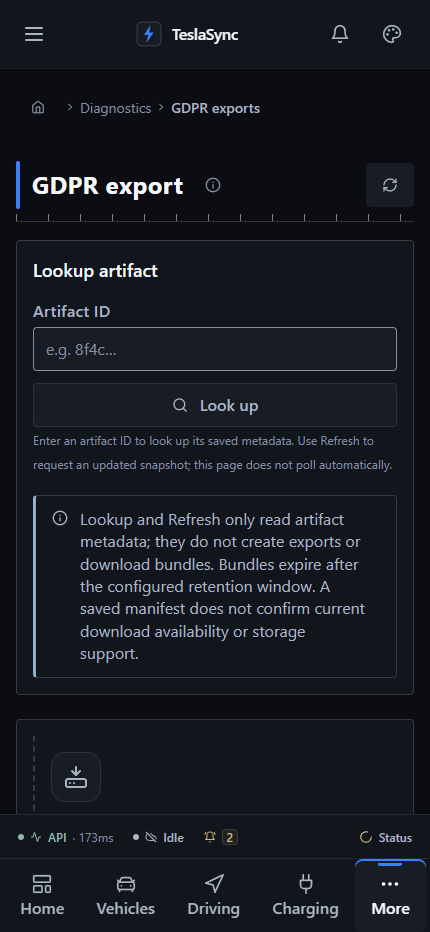 TeslaSync
Diagnostics
GDPR exports
GDPR export
Lookup artifact
Artifact ID
e.g. 8f4c...
Look up
Enter an artifact ID to look up its saved metadata. Use Refresh to
request an updated snapshot; this page does not poll automatically.
Lookup and Refresh only read artifact
metadata; they do not create exports or
download bundles. Bundles expire after
the configured retention window. A
saved manifest does not confirm current
download availability or storage
support.
API · 173ms
Idle
2
Status
Home
Vehicles
Driving
Charging
More